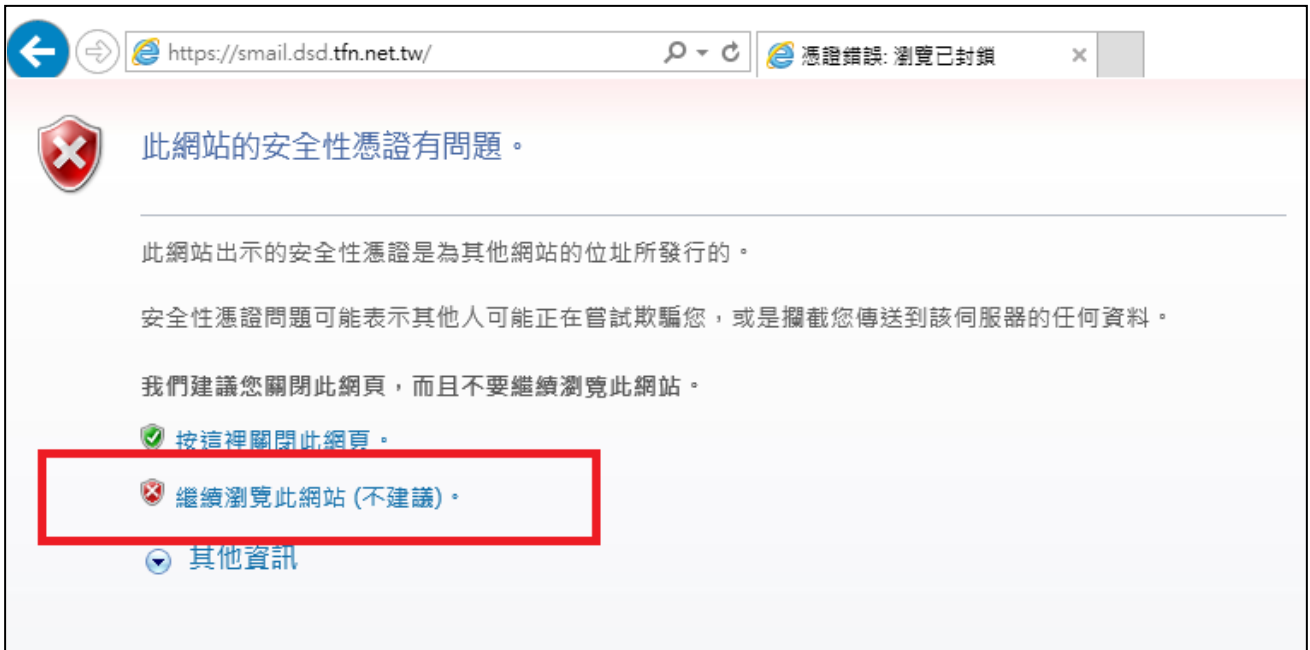 https://smail.dsd.tfn.net.tw/
憑證錯誤: 瀏覽已封鎖
此網站的安全性憑證有問題。
此網站出示的安全性憑證是為其他網站的位址所發行的。
安全性憑證問題可能表示其他人可能正在嘗試欺騙您，或是攔截您傳送到該伺服器的任何資料。
我們建議您關閉此網頁，而且不要繼續瀏覽此網站。
按這裡關閉此網頁。
繼續瀏覽此網站 (不建議)。
其他資訊